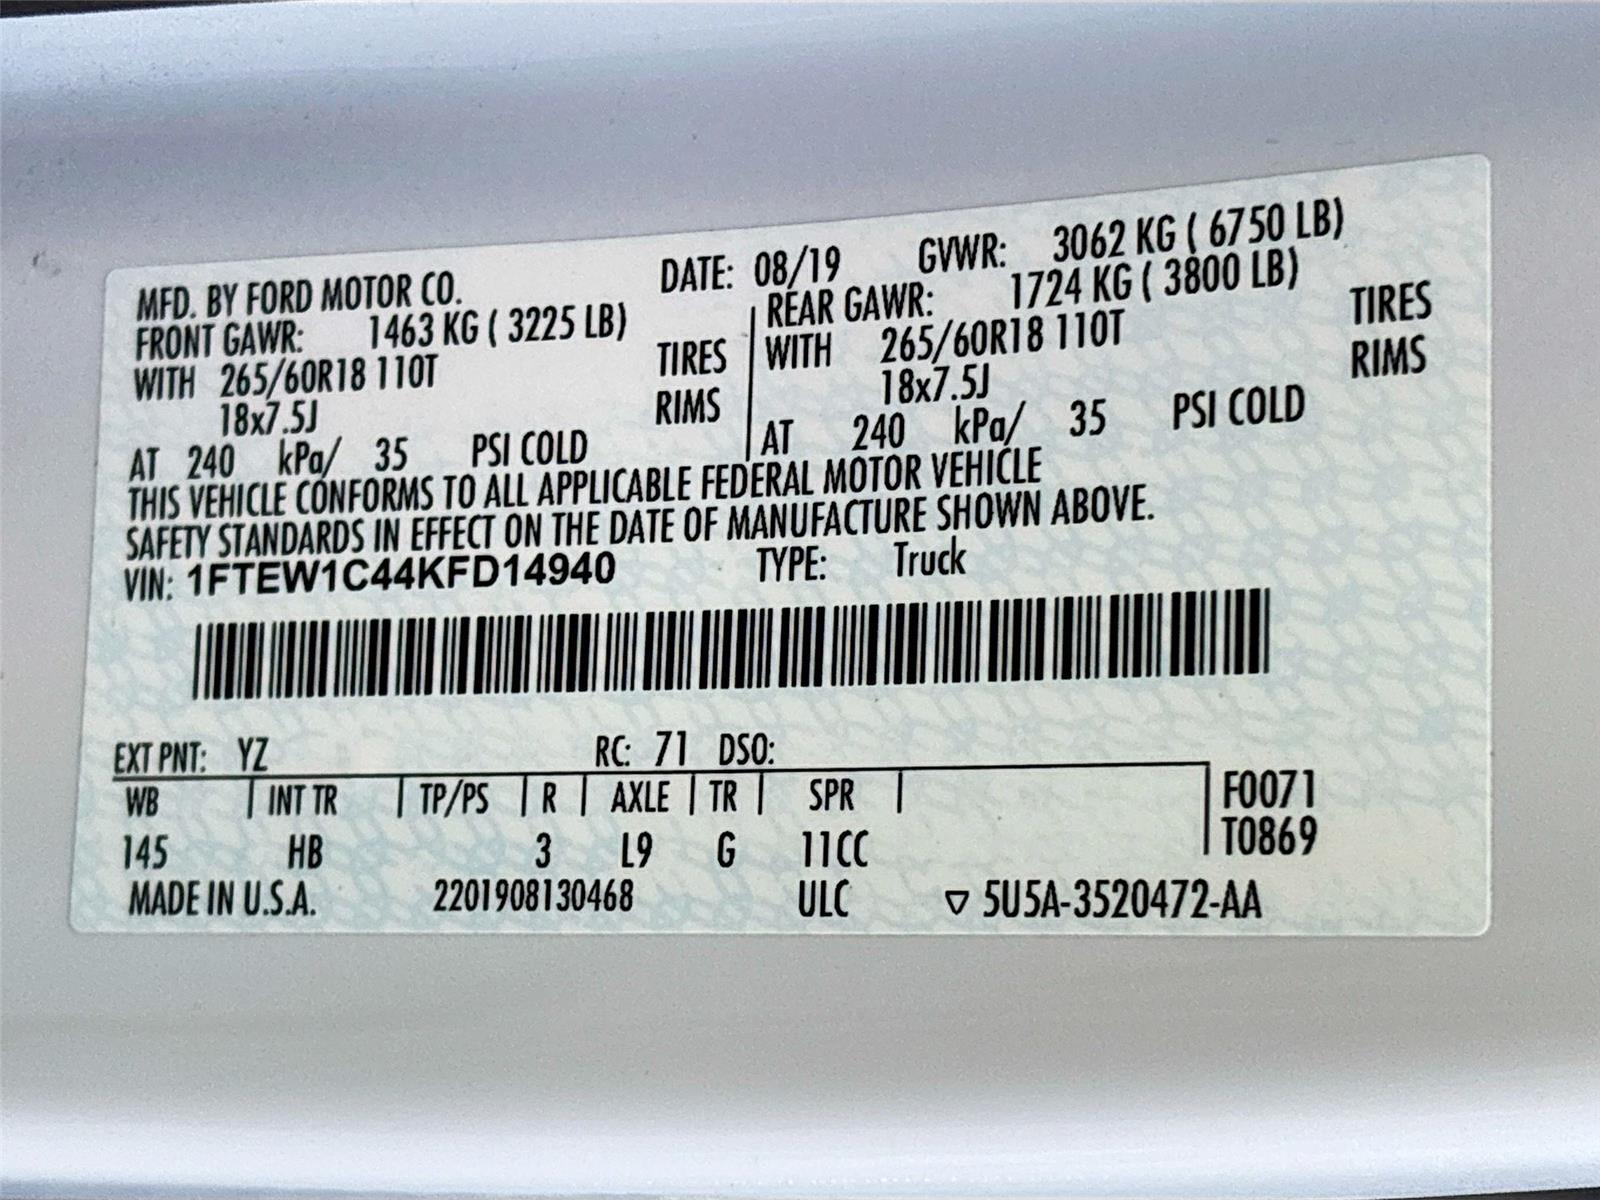 MFD. BY FORD MOTOR CO. DATE: 08/19 GVWR: 3062 KG ( 6750 LB)
FRONT GAWR: 1463 KG ( 3225 LB) REAR GAWR: 1724 KG ( 3800 LB)
WITH 265/60R18 110T TIRES WITH 265/60R18 110T TIRES
18x7.5J RIMS 18x7.5J RIMS
AT 240 kPa/ 35 PSI COLD AT 240 kPa/ 35 PSI COLD
THIS VEHICLE CONFORMS TO ALL APPLICABLE FEDERAL MOTOR VEHICLE
SAFETY STANDARDS IN EFFECT ON THE DATE OF MANUFACTURE SHOWN ABOVE.
VIN: 1FTEW1C44KFD14940 TYPE: Truck
EXT PNT: YZ RC: 71 DSO:
WB INT TR TP/PS R AXLE TR SPR F0071
145 HB 3 L9 G 11CC T0869
MADE IN U.S.A. 2201908130468 ULC ▽ 5U5A-3520472-AA